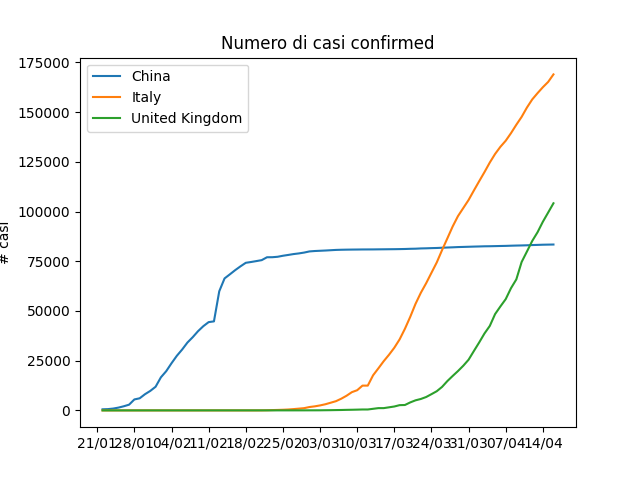 Numero di casi confirmed
175000
150000
125000
100000
75000
50000
25000
0
# casi
China
Italy
United Kingdom
21/01 28/01 04/02 11/02 18/02 25/02 03/03 10/03 17/03 24/03 31/03 07/04 14/04